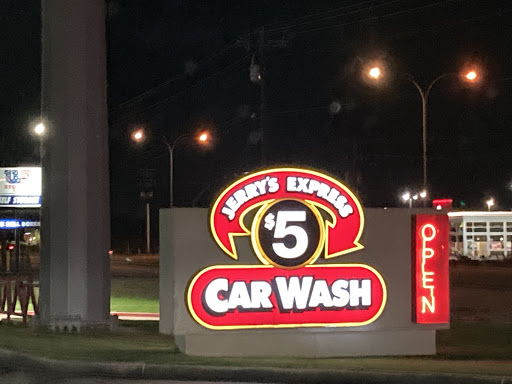 JERRY'S EXPRESS
$5
CAR WASH
OPEN